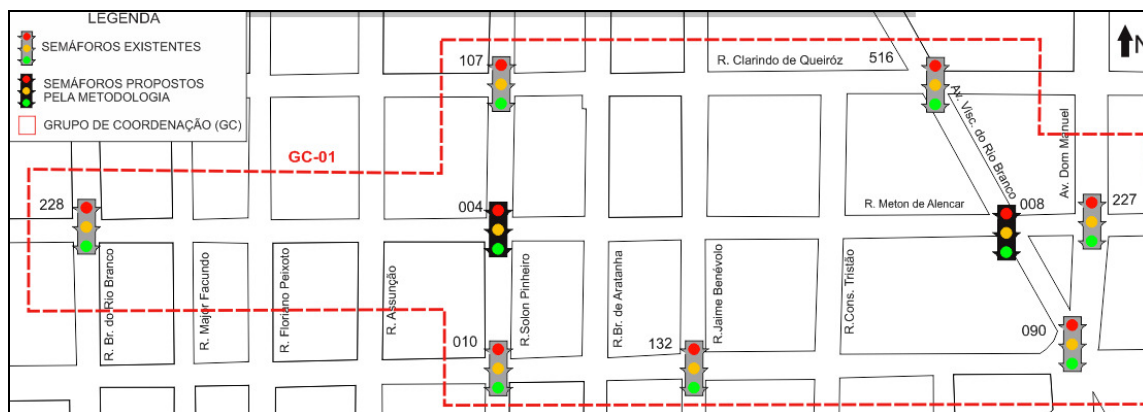 LEGENDA
SEMÁFOROS EXISTENTES
SEMÁFOROS PROPOSTOS
PELA METODOLOGIA
GRUPO DE COORDENAÇÃO (GC)
107
R. Clarindo de Queiróz
516
N
GC-01
Av. Visc. do Rio Branco
Av. Dom Manuel
228
004
R. Meton de Alencar
008
227
R. Br. do Rio Branco
R. Major Facundo
R. Floriano Peixoto
R. Assunção
R.Solon Pinheiro
R.Br. de Aratanha
R.Jaime Benévolo
R.Cons. Tristão
010
132
090